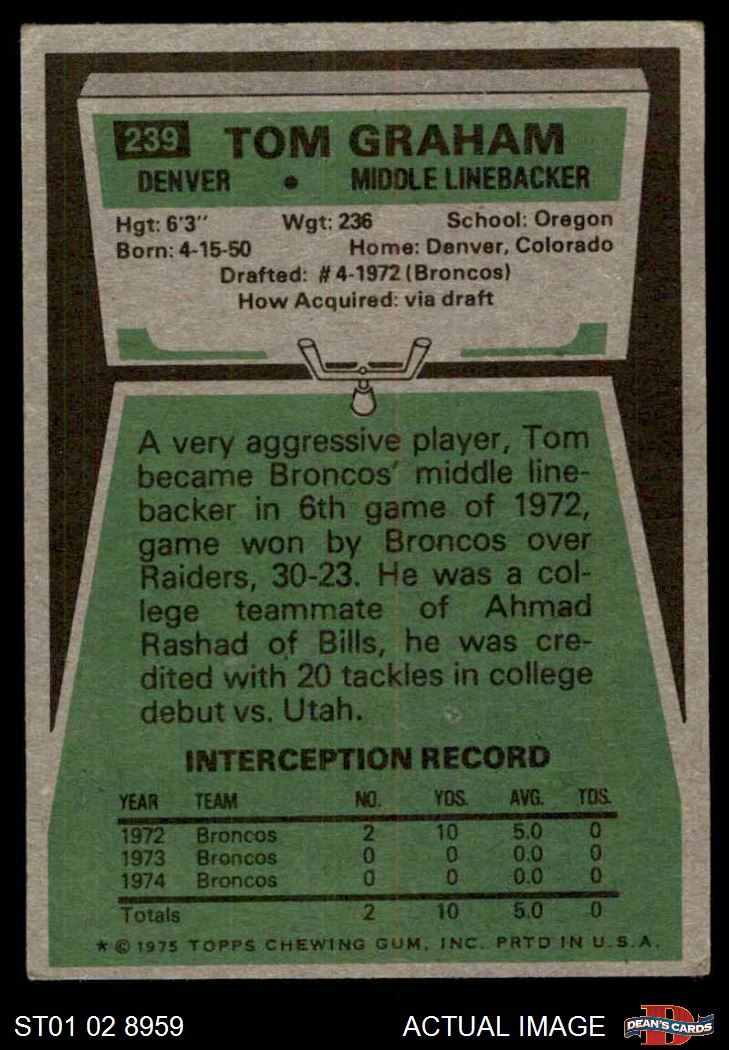 239 TOM GRAHAM
DENVER • MIDDLE LINEBACKER
Hgt: 6'3" Wgt: 236 School: Oregon
Born: 4-15-50 Home: Denver, Colorado
Drafted: #4-1972 (Broncos)
How Acquired: via draft
A very aggressive player, Tom
became Broncos' middle line-
backer in 6th game of 1972,
game won by Broncos over
Raiders, 30-23. He was a col-
lege teammate of Ahmad
Rashad of Bills, he was cre-
dited with 20 tackles in college
debut vs. Utah.
INTERCEPTION RECORD
YEAR TEAM NO. YDS. AVG. TDS.
1972 Broncos 2 10 5.0 0
1973 Broncos 0 0 0.0 0
1974 Broncos 0 0 0.0 0
Totals 2 10 5.0 0
* © 1975 TOPPS CHEWING GUM, INC. PRTD IN U.S.A.
ST01 02 8959 ACTUAL IMAGE DEAN'S CARDS